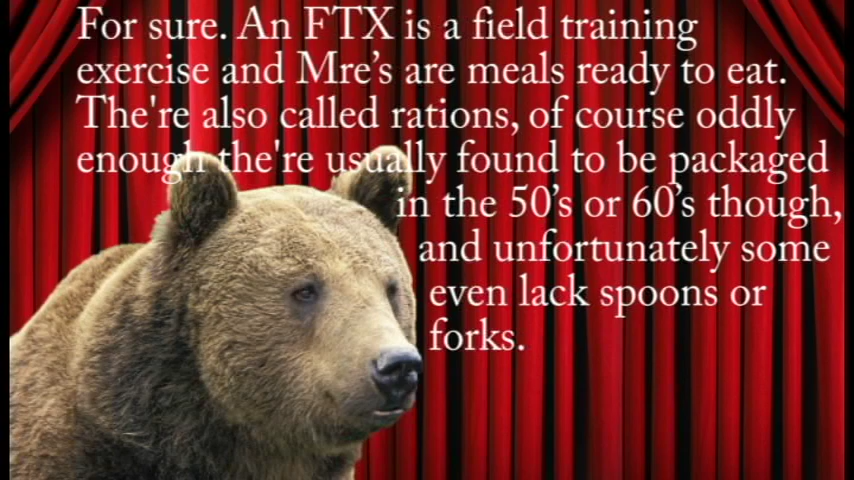 For sure. An FTX is a field training
exercise and Mre’s are meals ready to eat.
The're also called rations, of course oddly
enough the're usually found to be packaged
in the 50’s or 60’s though,
and unfortunately some
even lack spoons or
forks.